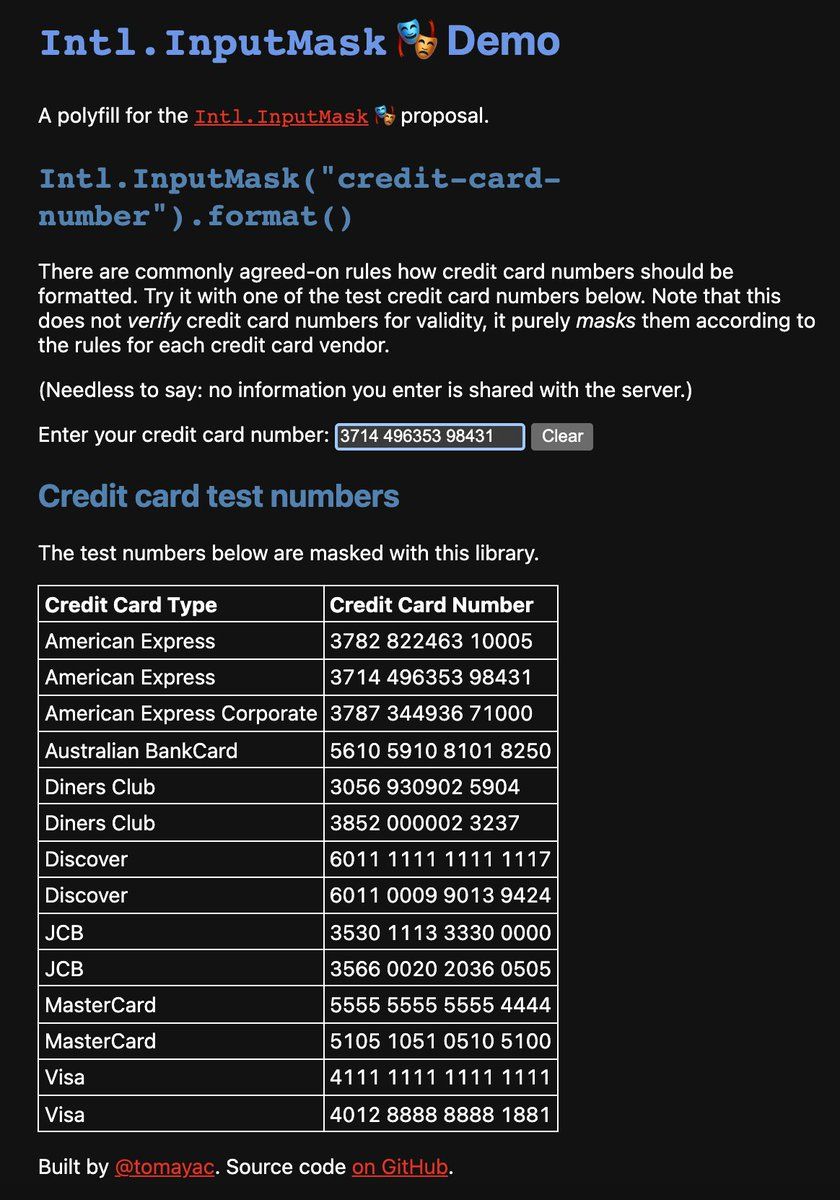 Intl.InputMask🎭Demo
A polyfill for the Intl.InputMask🎭 proposal.
Intl.InputMask("credit-card-
number").format()
There are commonly agreed-on rules how credit card numbers should be
formatted. Try it with one of the test credit card numbers below. Note that this
does not verify credit card numbers for validity, it purely masks them according to
the rules for each credit card vendor.
(Needless to say: no information you enter is shared with the server.)
Enter your credit card number: 3714 496353 98431 Clear
Credit card test numbers
The test numbers below are masked with this library.
Credit Card Type Credit Card Number
American Express 3782 822463 10005
American Express 3714 496353 98431
American Express Corporate 3787 344936 71000
Australian BankCard 5610 5910 8101 8250
Diners Club 3056 930902 5904
Diners Club 3852 000002 3237
Discover 6011 1111 1111 1117
Discover 6011 0009 9013 9424
JCB 3530 1113 3330 0000
JCB 3566 0020 2036 0505
MasterCard 5555 5555 5555 4444
MasterCard 5105 1051 0510 5100
Visa 4111 1111 1111 1111
Visa 4012 8888 8888 1881
Built by @tomayac. Source code on GitHub.